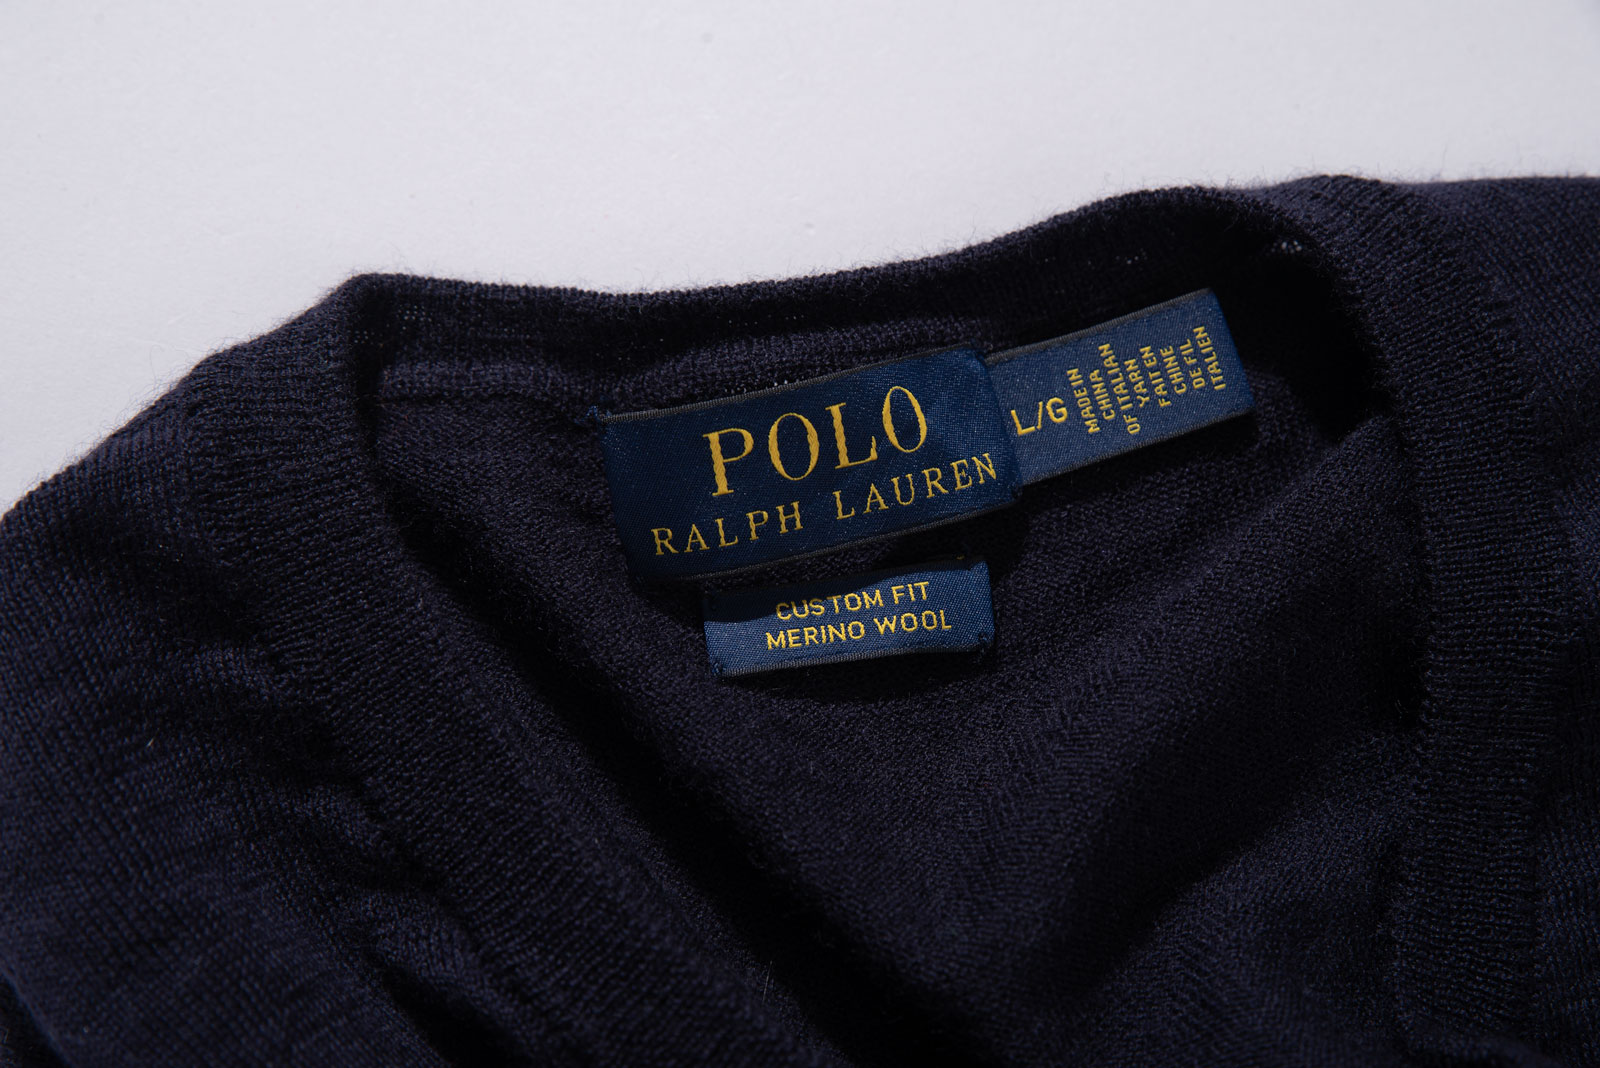 POLO
RALPH LAUREN
L/G
MADE IN
CHINA
OF ITALIAN
YARN
FAIT EN
CHINE
DE FIL
ITALIEN
CUSTOM FIT
MERINO WOOL